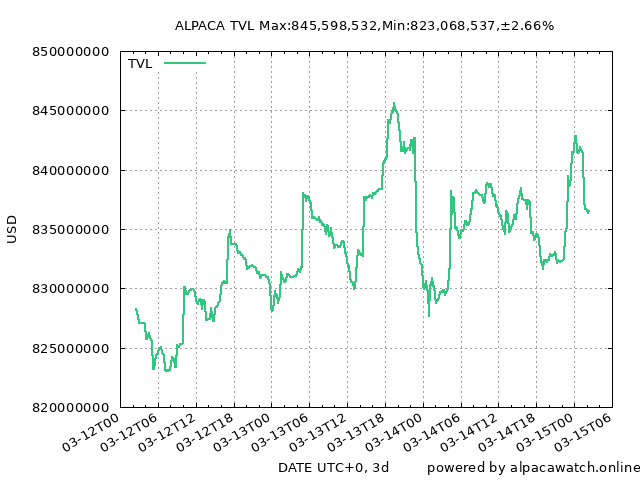 ALPACA TVL Max:845,598,532,Min:823,068,537,±2.66%
850000000
TVL
845000000
840000000
835000000
USD
830000000
825000000
820000000
03-12T00
03-12T06
03-12T12
03-12T18
03-13T00
03-13T06
03-13T12
03-13T18
03-14T00
03-14T06
03-14T12
03-14T18
03-15T00
03-15T06
DATE UTC+0, 3d
powered by alpacawatch.online